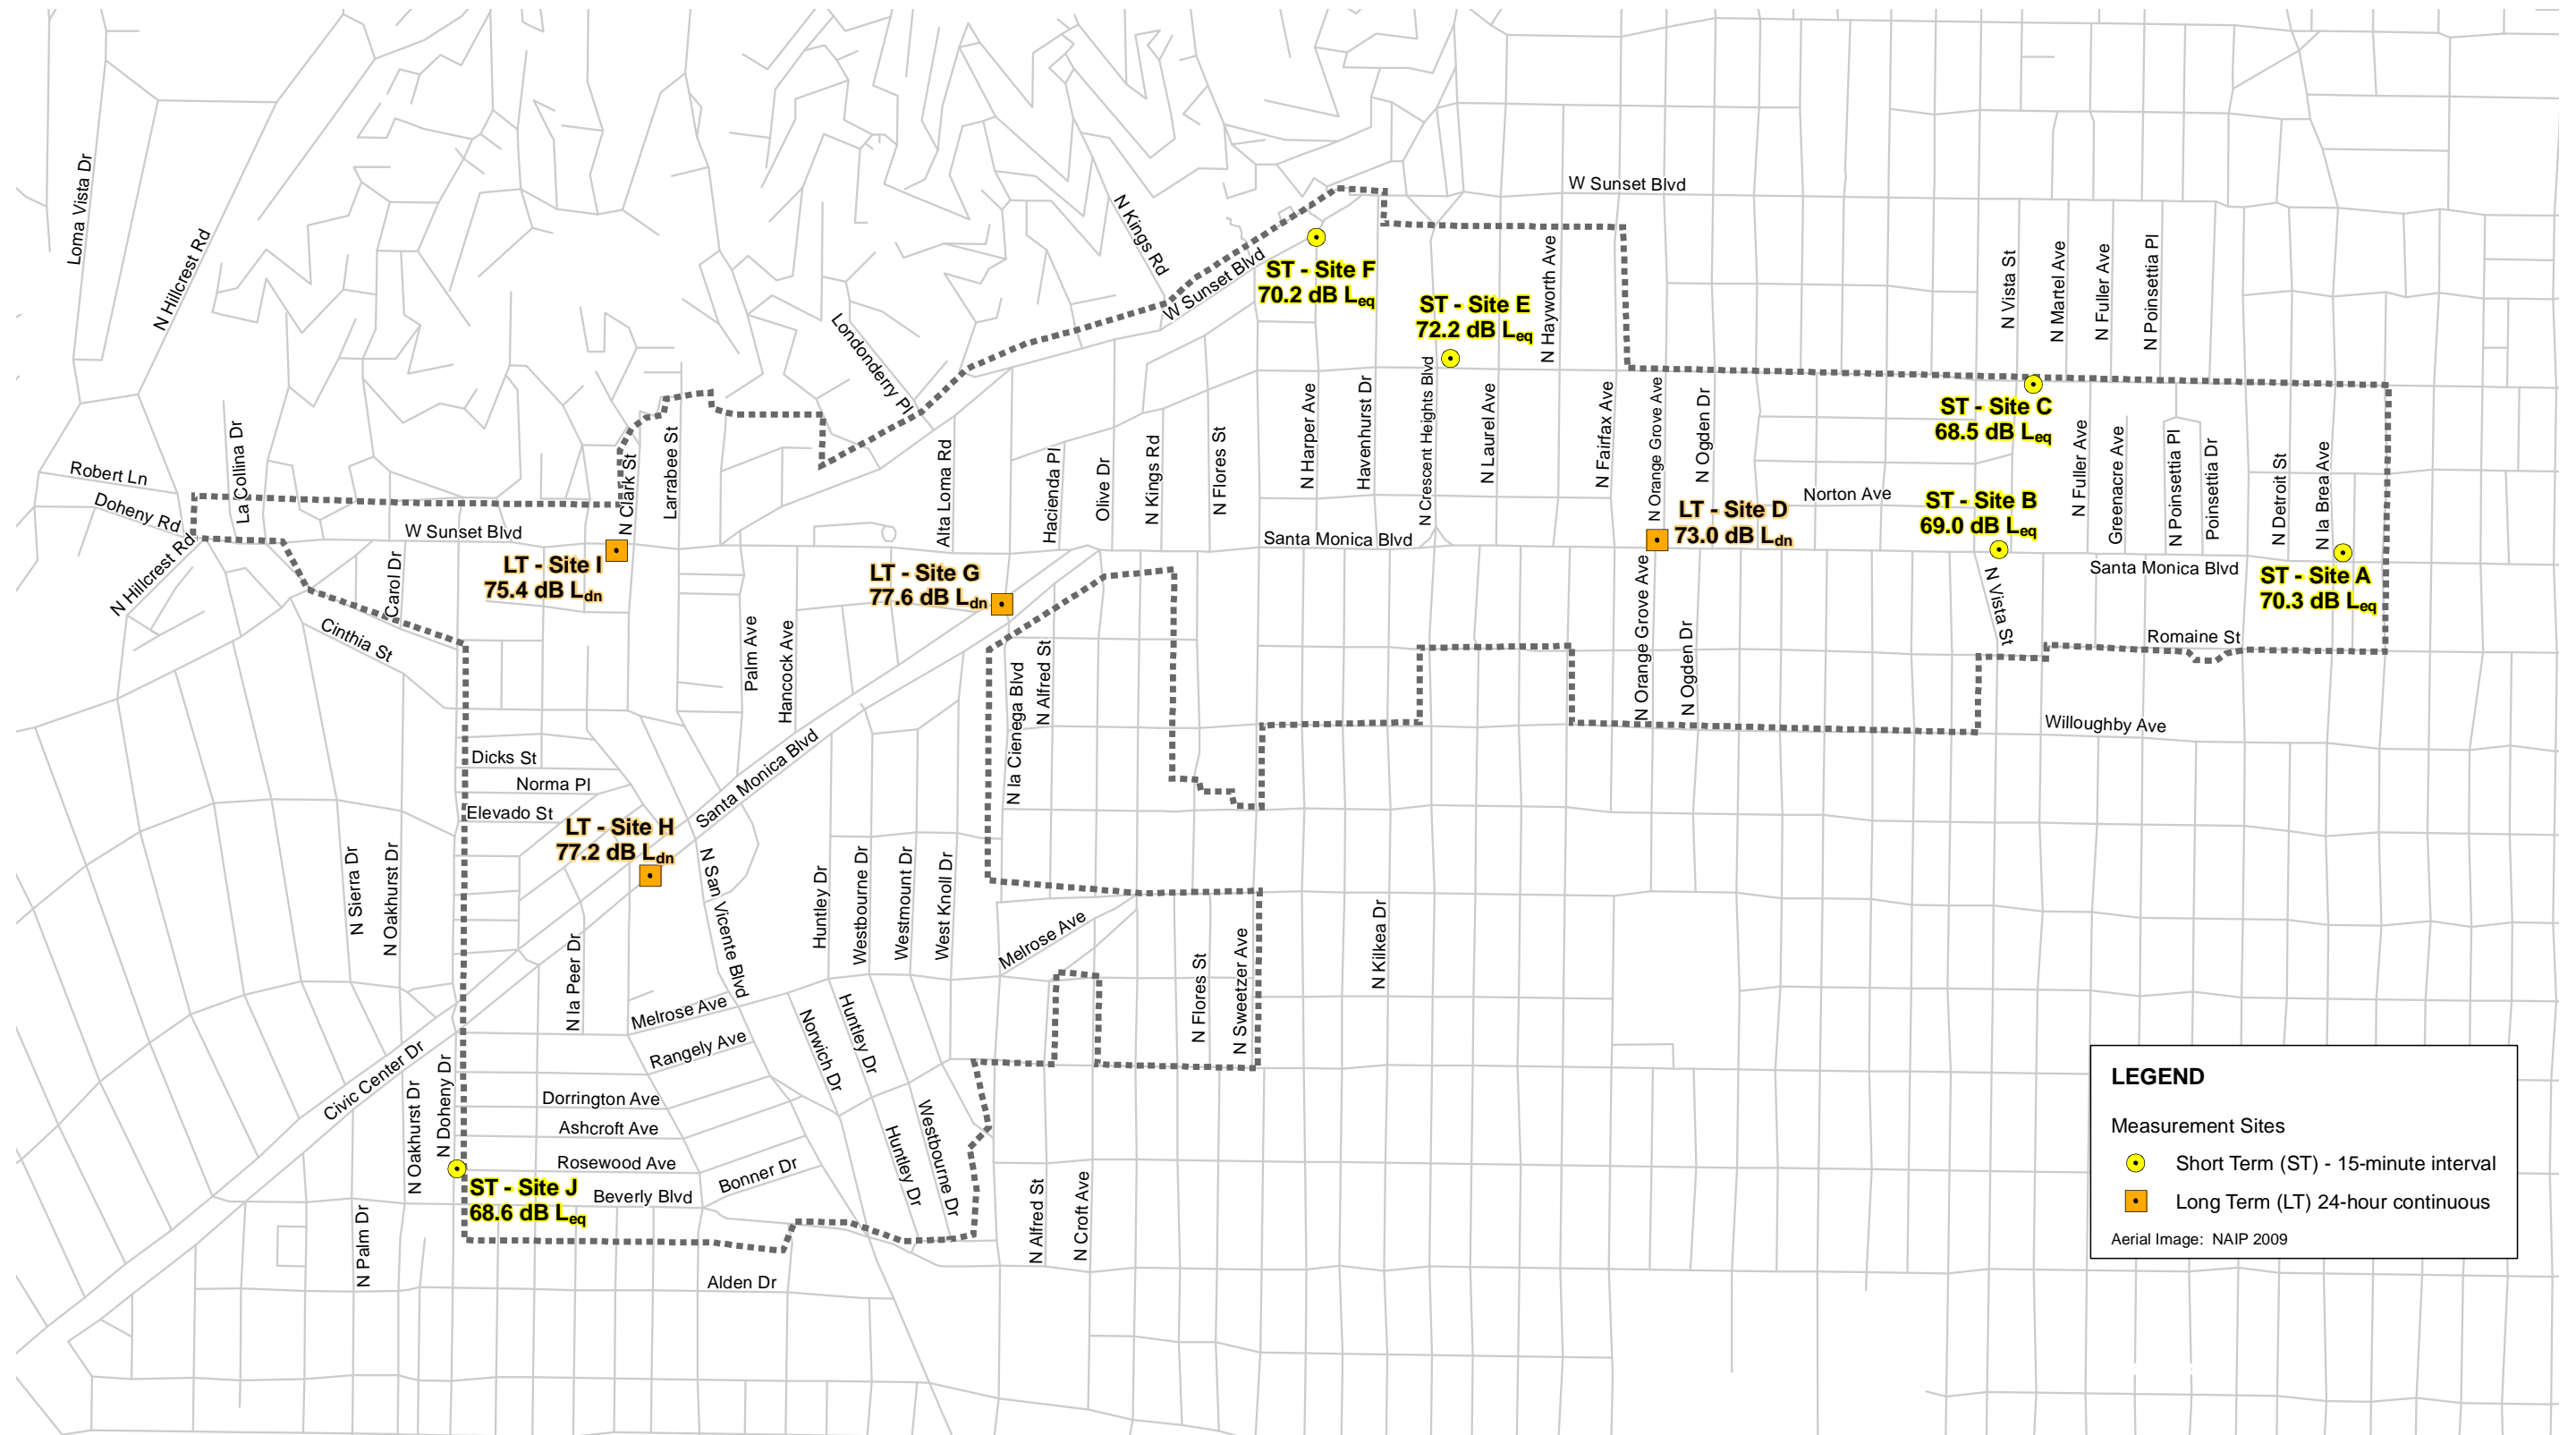 W Sunset Blvd
Loma Vista Dr
N Hillcrest Rd
N Kings Rd
W Sunset Blvd
ST - Site F
70.2 dB Leq
ST - Site E
72.2 dB Leq
N Hayworth Ave
N Vista St
N Martel Ave
N Fuller Ave
N Poinsettia Pl
Londonderry Pl
N Crescent Heights Blvd
N Harper Ave
Havenhurst Dr
N Laurel Ave
N Fairfax Ave
N Orange Grove Ave
N Ogden Dr
ST - Site C
68.5 dB Leq
La Collina Dr
N Clark St
Larrabee St
Alta Loma Rd
Hacienda Pl
Olive Dr
N Kings Rd
N Flores St
N Fuller Ave
Greenacre Ave
N Poinsettia Pl
Poinsettia Dr
N Detroit St
N la Brea Ave
Robert Ln
Doheny Rd
Norton Ave
ST - Site B
69.0 dB Leq
LT - Site D
73.0 dB Ldn
W Sunset Blvd
Santa Monica Blvd
N Hillcrest Rd
Carol Dr
LT - Site I
75.4 dB Ldn
LT - Site G
77.6 dB Ldn
Santa Monica Blvd
ST - Site A
70.3 dB Leq
N Vista St
Cinthia St
Palm Ave
Hancock Ave
N la Cienega Blvd
N Alfred St
N Orange Grove Ave
N Ogden Dr
Romaine St
Willoughby Ave
Dicks St
Norma Pl
Elevado St
Santa Monica Blvd
LT - Site H
77.2 dB Ldn
N Sierra Dr
N Oakhurst Dr
N San Vicente Blvd
Huntley Dr
Westbourne Dr
Westmount Dr
West Knoll Dr
Melrose Ave
N Flores St
N Sweetzer Ave
N Kilkea Dr
N la Peer Dr
Melrose Ave
Rangely Ave
Norwich Dr
Huntley Dr
Civic Center Dr
N Oakhurst Dr
N Doheny Dr
Dorrington Ave
Ashcroft Ave
Rosewood Ave
Bonner Dr
Beverly Blvd
Huntley Dr
Westbourne Dr
ST - Site J
68.6 dB Leq
N Palm Dr
N Alfred St
N Croft Ave
Alden Dr
LEGEND
Measurement Sites
Short Term (ST) - 15-minute interval
Long Term (LT) 24-hour continuous
Aerial Image: NAIP 2009